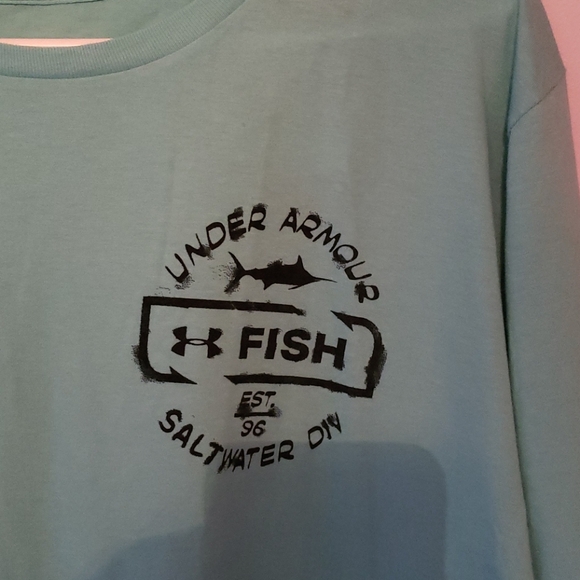 UNDER ARMOUR
FISH
EST.
96
SALTWATER DIV